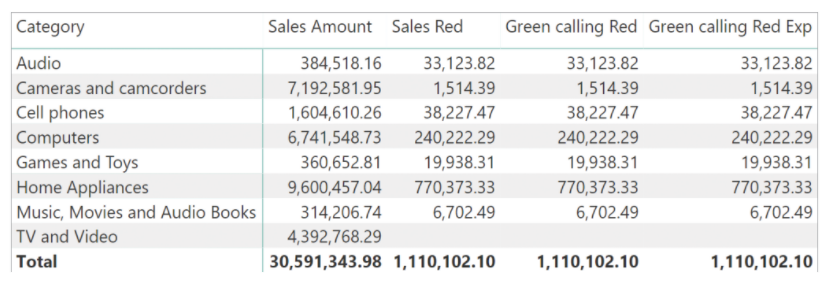 Category Sales Amount Sales Red Green calling Red Green calling Red Exp
Audio 384,518.16 33,123.82 33,123.82 33,123.82
Cameras and camcorders 7,192,581.95 1,514.39 1,514.39 1,514.39
Cell phones 1,604,610.26 38,227.47 38,227.47 38,227.47
Computers 6,741,548.73 240,222.29 240,222.29 240,222.29
Games and Toys 360,652.81 19,938.31 19,938.31 19,938.31
Home Appliances 9,600,457.04 770,373.33 770,373.33 770,373.33
Music, Movies and Audio Books 314,206.74 6,702.49 6,702.49 6,702.49
TV and Video 4,392,768.29
Total 30,591,343.98 1,110,102.10 1,110,102.10 1,110,102.10